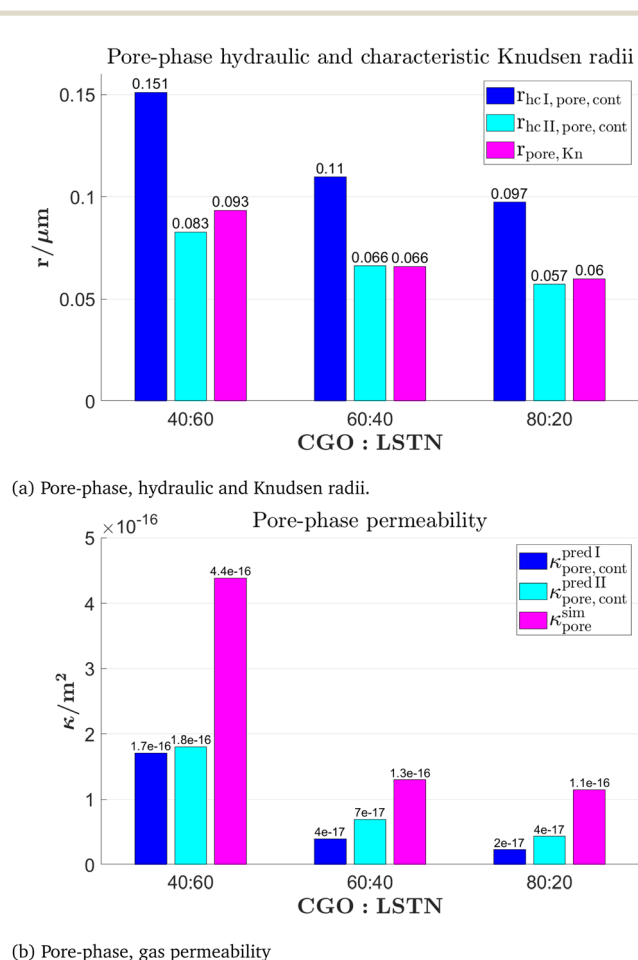 Pore-phase hydraulic and characteristic Knudsen radii
0.15
0.1
0.05
0
r/μm
0.151
0.083
0.093
0.11
0.066
0.066
0.097
0.057
0.06
r_hc I, pore, cont
r_hc II, pore, cont
r_pore, Kn
40:60
60:40
80:20
CGO : LSTN
(a) Pore-phase, hydraulic and Knudsen radii.
Pore-phase permeability
×10^-16
5
4
3
2
1
0
κ/m²
1.7e-16
1.8e-16
4.4e-16
4e-17
7e-17
1.3e-16
2e-17
4e-17
1.1e-16
κ^pred I_pore, cont
κ^pred II_pore, cont
κ^sim_pore
40:60
60:40
80:20
CGO : LSTN
(b) Pore-phase, gas permeability